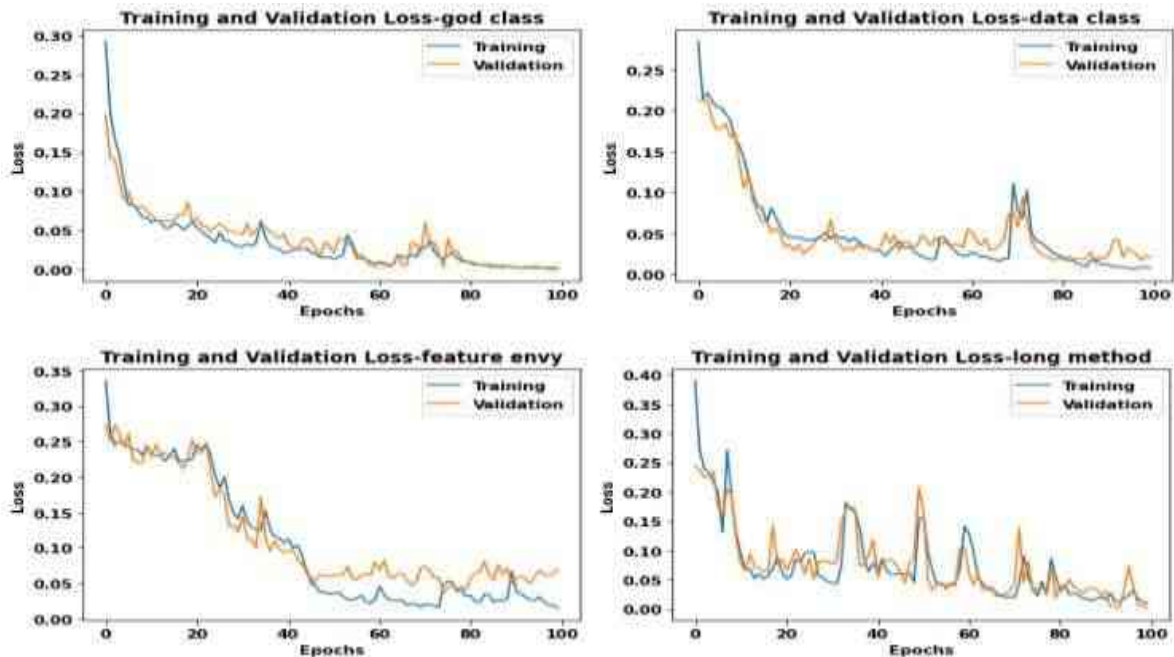 Training and Validation Loss-god class
0.30
0.25
0.20
0.15
0.10
0.05
0.00
Loss
Training
Validation
0
20
40
60
80
100
Epochs
Training and Validation Loss-data class
0.25
0.20
0.15
0.10
0.05
0.00
Loss
Training
Validation
0
20
40
60
80
100
Epochs
Training and Validation Loss-feature envy
0.35
0.30
0.25
0.20
0.15
0.10
0.05
0.00
Loss
Training
Validation
0
20
40
60
80
100
Epochs
Training and Validation Loss-long method
0.40
0.35
0.30
0.25
0.20
0.15
0.10
0.05
0.00
Loss
Training
Validation
0
20
40
60
80
100
Epochs